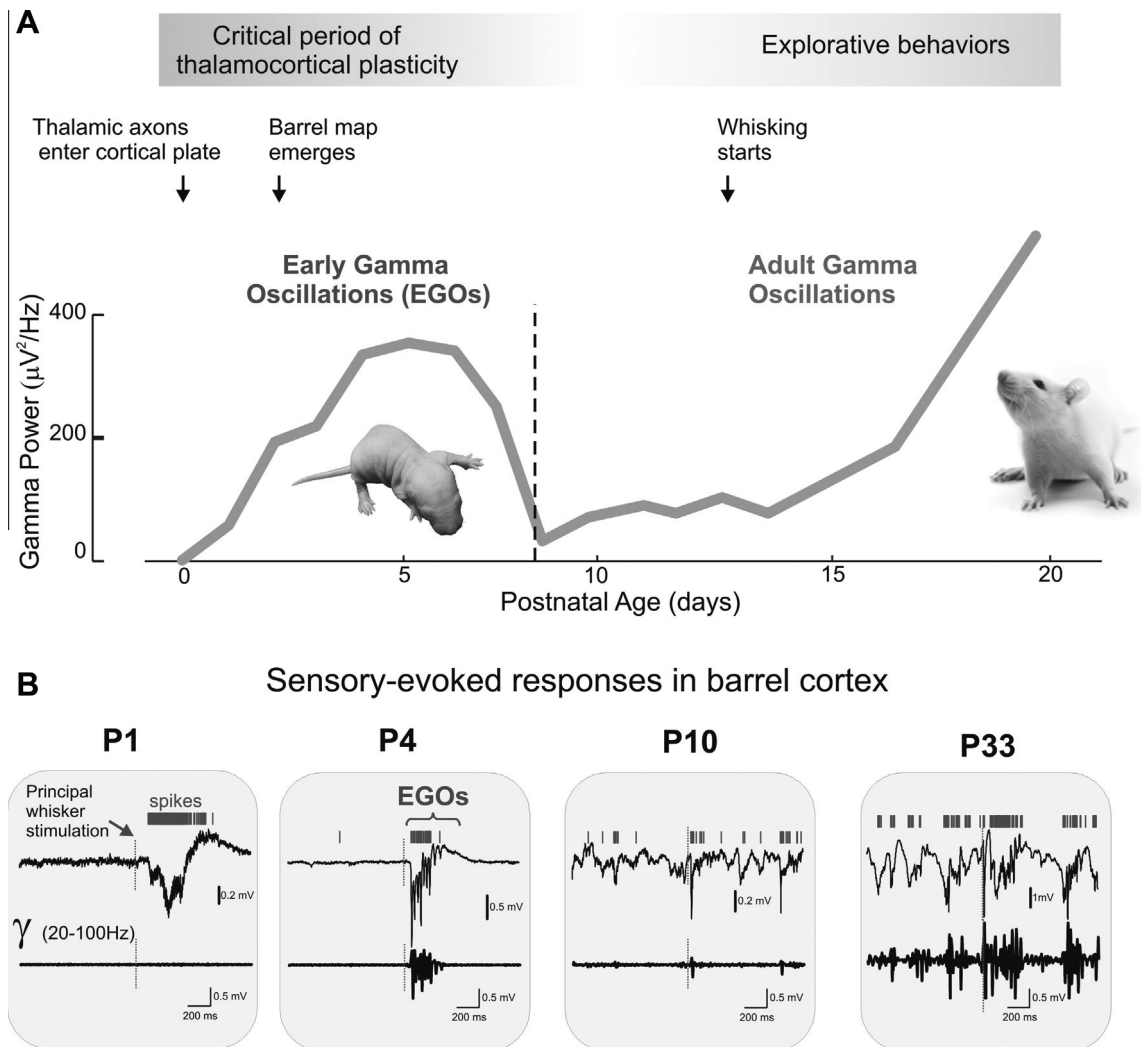 A
Critical period of
thalamocortical plasticity
Explorative behaviors
Thalamic axons
enter cortical plate
Barrel map
emerges
Whisking
starts
Early Gamma
Oscillations (EGOs)
Adult Gamma
Oscillations
Gamma Power (μV²/Hz)
400
200
0
0
5
10
15
20
Postnatal Age (days)
B
Sensory-evoked responses in barrel cortex
P1
P4
P10
P33
Principal
whisker
stimulation
spikes
0.2 mV
γ (20-100Hz)
0.5 mV
200 ms
EGOs
0.5 mV
0.5 mV
200 ms
0.2 mV
0.5 mV
200 ms
1mV
0.5 mV
200 ms